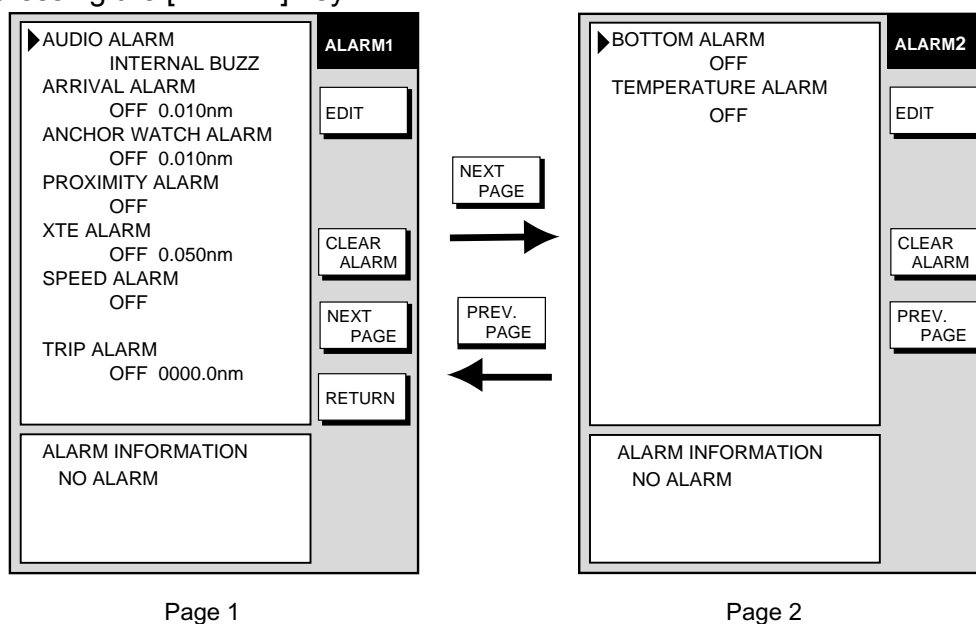 AUDIO ALARM
INTERNAL BUZZ
ARRIVAL ALARM
OFF 0.010nm
ANCHOR WATCH ALARM
OFF 0.010nm
PROXIMITY ALARM
OFF
XTE ALARM
OFF 0.050nm
SPEED ALARM
OFF
TRIP ALARM
OFF 0000.0nm
ALARM INFORMATION
NO ALARM
ALARM1
EDIT
CLEAR
ALARM
NEXT
PAGE
RETURN
Page 1
NEXT
PAGE
PREV.
PAGE
BOTTOM ALARM
OFF
TEMPERATURE ALARM
OFF
ALARM INFORMATION
NO ALARM
ALARM2
EDIT
CLEAR
ALARM
PREV.
PAGE
Page 2